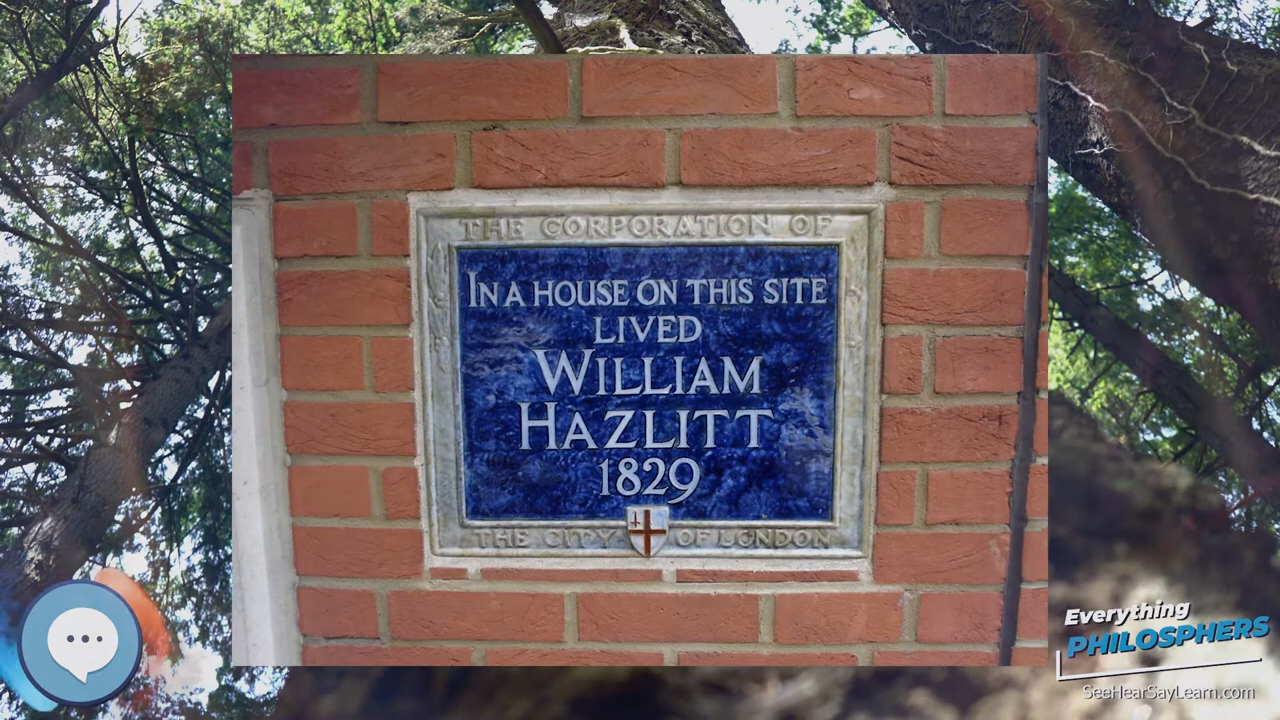 THE CORPORATION OF
IN A HOUSE ON THIS SITE
LIVED
WILLIAM
HAZLITT
1829
THE CITY OF LONDON
Everything
PHILOSPHERS
SeeHearSayLearn.com